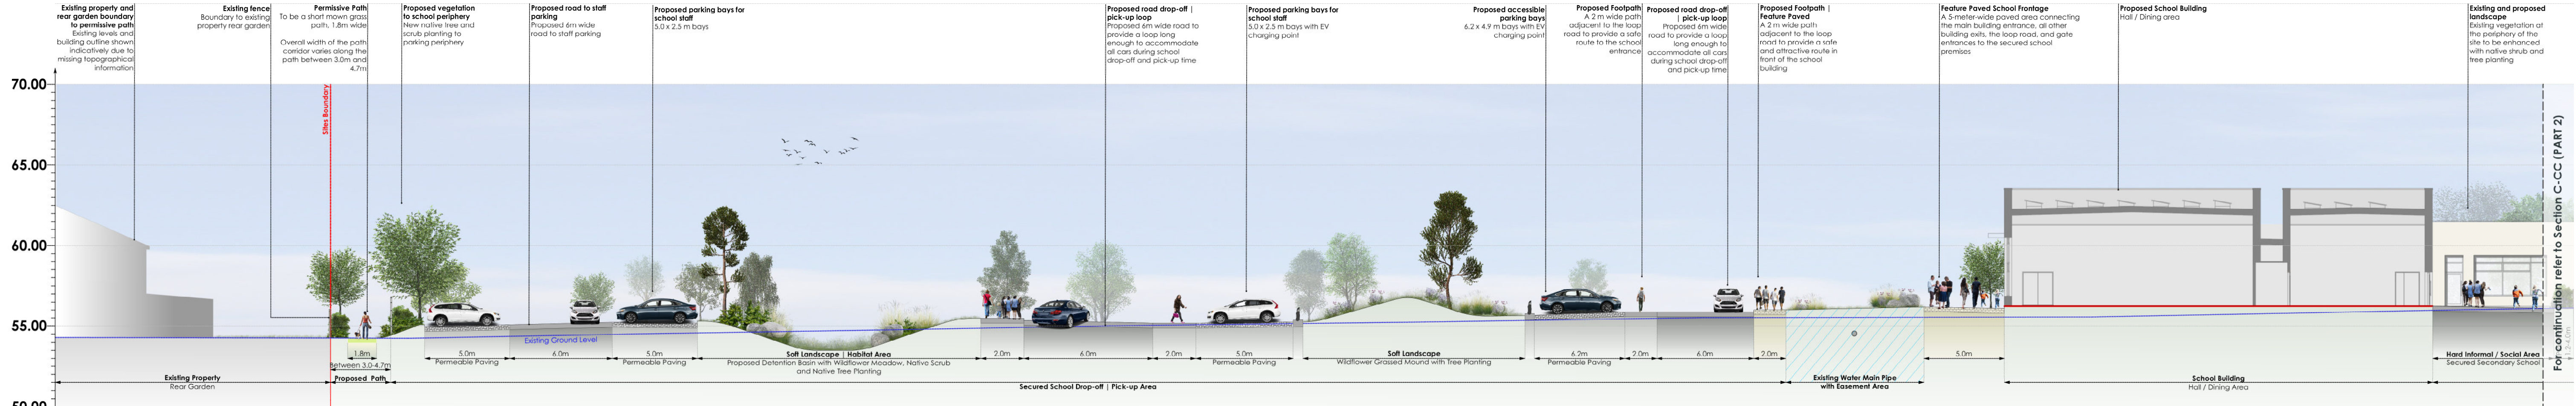 Existing property and
rear garden boundary
to permissive path
Existing levels and
building outline shown
indicatively due to
missing topographical
information
Existing fence
Boundary to existing
property rear garden
Permissive Path
To be a short mown grass
path, 1.8m wide
Overall width of the path
corridor varies along the
path between 3.0m and
4.7m
Proposed vegetation
to school periphery
New native tree and
scrub planting to
parking periphery
Proposed road to staff
parking
Proposed 6m wide
road to staff parking
Proposed parking bays for
school staff
5.0 x 2.5 m bays
Proposed road drop-off |
pick-up loop
Proposed 6m wide road to
provide a loop long
enough to accommodate
all cars during school
drop-off and pick-up time
Proposed parking bays for
school staff
5.0 x 2.5 m bays with EV
charging point
Proposed accessible
parking bays
6.2 x 4.9 m bays with EV
charging point
Proposed Footpath
A 2 m wide path
adjacent to the loop
road to provide a safe
route to the school
entrance
Proposed road drop-off
| pick-up loop
Proposed 6m wide
road to provide a loop
long enough to
accommodate all cars
during school drop-off
and pick-up time
Proposed Footpath |
Feature Paved
A 2 m wide path
adjacent to the loop
road to provide a safe
and attractive route in
front of the school
building
Feature Paved School Frontage
A 5-meter-wide paved area connecting
the main building entrance, all other
building exits, the loop road, and gate
entrances to the secured school
premises
Proposed School Building
Hall / Dining area
Existing and proposed
landscape
Existing vegetation at
the periphery of the
site to be enhanced
with native shrub and
tree planting
70.00
65.00
60.00
55.00
50.00
Sites Boundary
Existing Ground Level
1.8m
Between 3.0-4.7m
5.0m
Permeable Paving
6.0m
5.0m
Permeable Paving
Soft Landscape | Habitat Area
Proposed Detention Basin with Wildflower Meadow, Native Scrub
and Native Tree Planting
2.0m
6.0m
2.0m
5.0m
Permeable Paving
Soft Landscape
Wildflower Grassed Mound with Tree Planting
6.2m
Permeable Paving
2.0m
6.0m
2.0m
5.0m
Hard Informal / Social Area
Secured Secondary School
Existing Property
Rear Garden
Proposed Path
Secured School Drop-off | Pick-up Area
Existing Water Main Pipe
with Easement Area
School Building
Hall / Dining Area
For continuation refer to Section C-CC (PART 2)